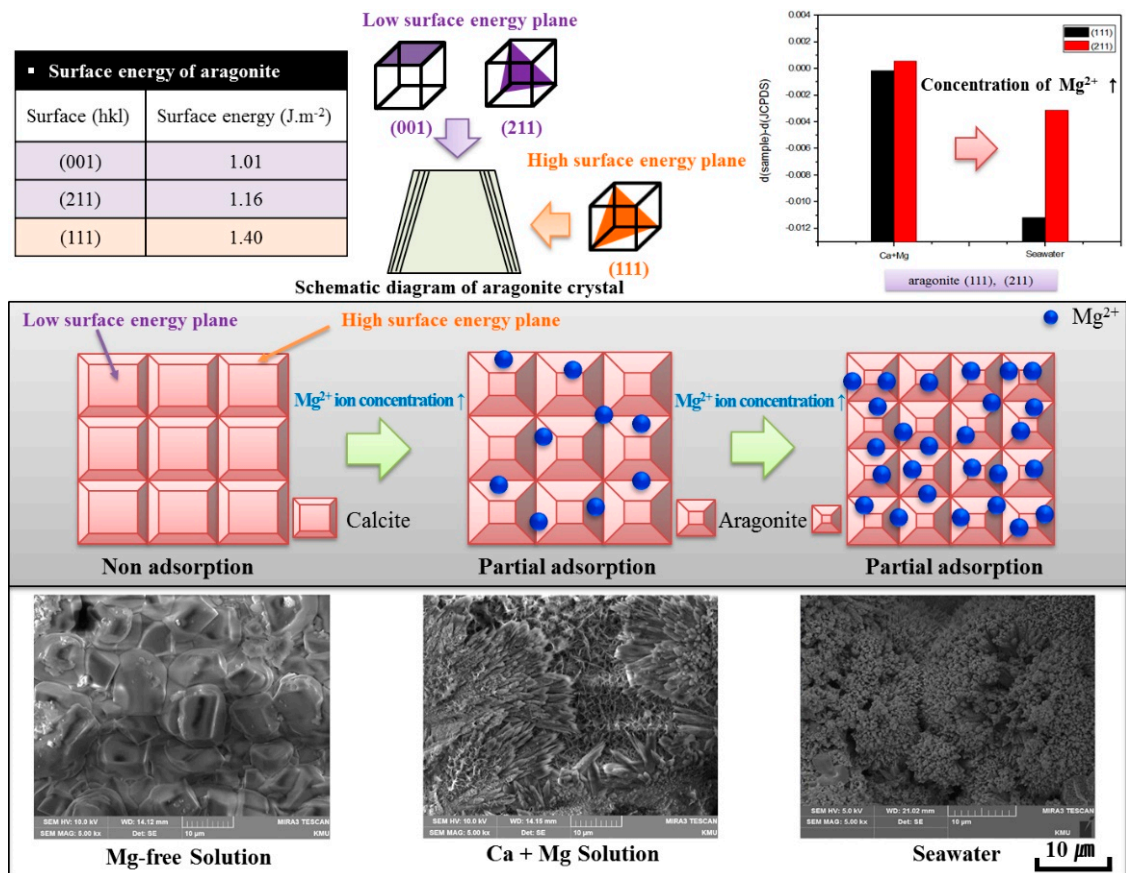 ▪ Surface energy of aragonite
Surface (hkl) Surface energy (J.m-2)
(001) 1.01
(211) 1.16
(111) 1.40
Low surface energy plane
(001) (211)
High surface energy plane
(111)
Schematic diagram of aragonite crystal
d(sample)-d(JCPDS)
0.004
0.002
0.000
-0.002
-0.004
-0.006
-0.008
-0.010
-0.012
(111)
(211)
Concentration of Mg2+ ↑
Ca+Mg Seawater
aragonite (111), (211)
Low surface energy plane
High surface energy plane
Mg2+
Mg2+ ion concentration ↑
Mg2+ ion concentration ↑
Calcite
Aragonite
Non adsorption
Partial adsorption
Partial adsorption
SEM HV: 10.0 kV WD: 14.12 mm MIRA3 TESCAN
SEM MAG: 5.00 kx Det: SE 10 µm KMU
Mg-free Solution
SEM HV: 10.0 kV WD: 14.15 mm MIRA3 TESCAN
SEM MAG: 5.00 kx Det: SE 10 µm KMU
Ca + Mg Solution
SEM HV: 5.0 kV WD: 21.02 mm MIRA3 TESCAN
SEM MAG: 5.00 kx Det: SE 10 µm KMU
Seawater
10 ㎛